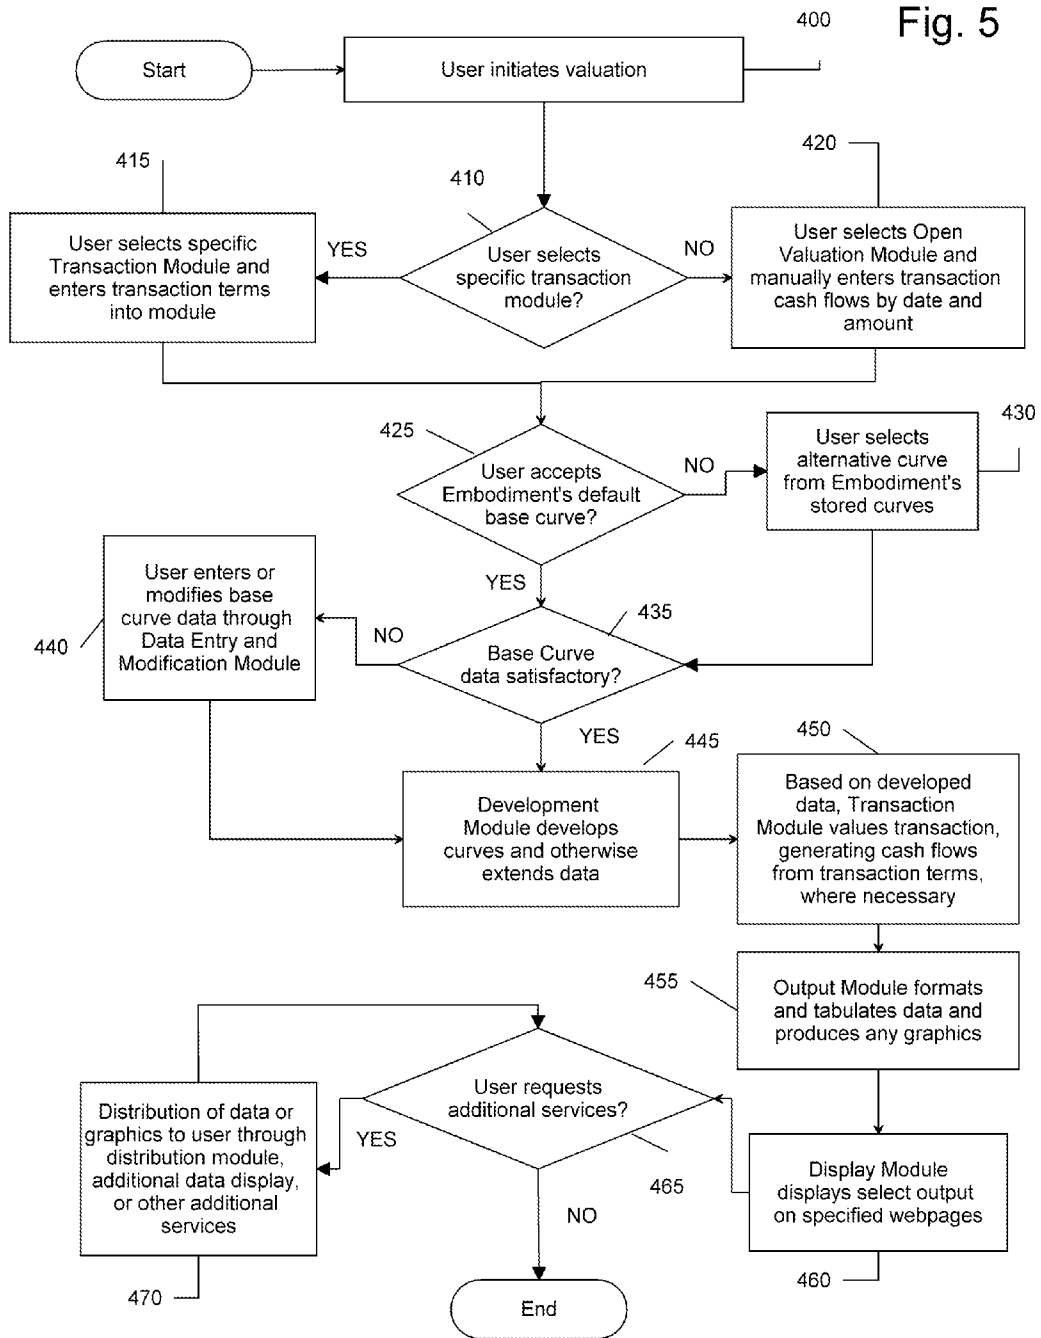 Fig. 5
400
Start
User initiates valuation
415
410
420
User selects specific
Transaction Module and
enters transaction terms
into module
YES
User selects
specific transaction
module?
NO
User selects Open
Valuation Module and
manually enters transaction
cash flows by date and
amount
425
User accepts
Embodiment's default
base curve?
NO
430
User selects
alternative curve
from Embodiment's
stored curves
YES
440
User enters or
modifies base
curve data through
Data Entry and
Modification Module
NO
435
Base Curve
data satisfactory?
YES
445
Development
Module develops
curves and otherwise
extends data
450
Based on developed
data, Transaction
Module values transaction,
generating cash flows
from transaction terms,
where necessary
455
Output Module formats
and tabulates data and
produces any graphics
User requests
additional services?
465
Distribution of data or
graphics to user through
distribution module,
additional data display,
or other additional
services
YES
Display Module
displays select output
on specified webpages
NO
460
470
End